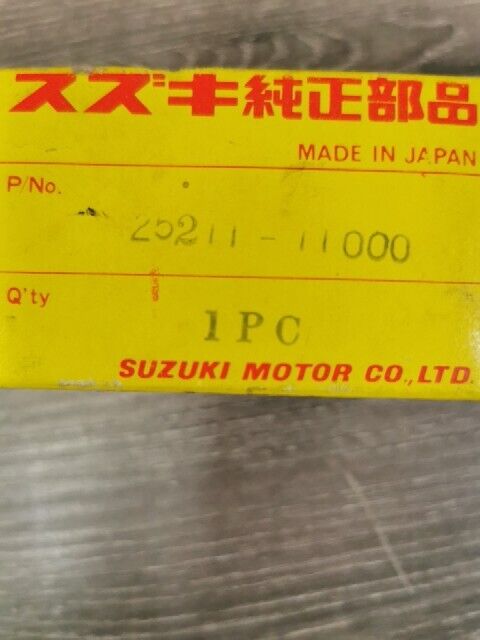 スズキ純正部品
MADE IN JAPAN
P/No.
25211-11000
Q'ty
1PC
SUZUKI MOTOR CO., LTD.